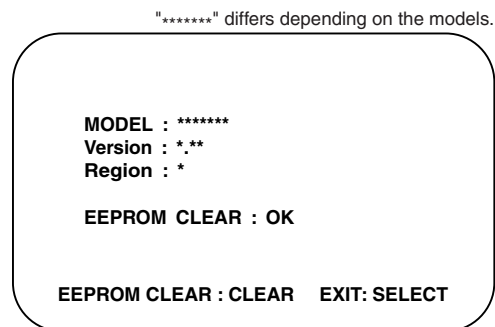 "*******" differs depending on the models.
MODEL : *******
Version : *.**
Region : *
EEPROM CLEAR : OK
EEPROM CLEAR : CLEAR EXIT: SELECT